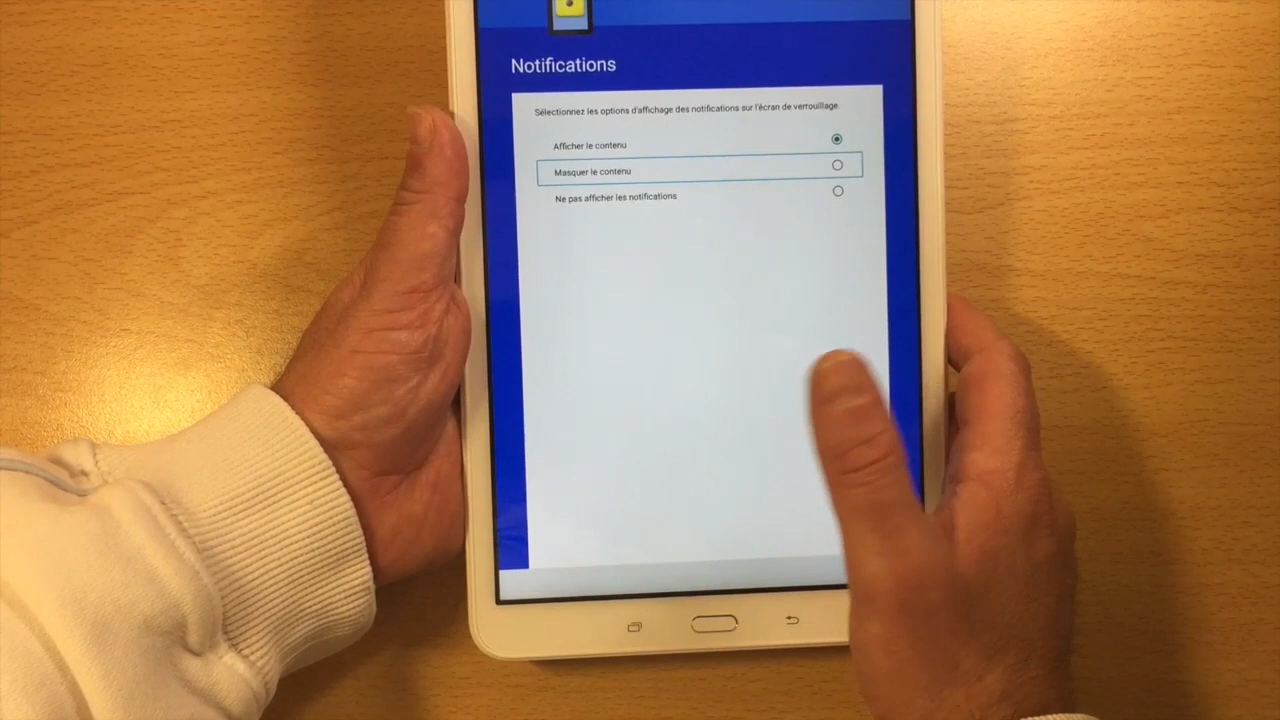 Notifications
Sélectionnez les options d'affichage des notifications sur l'écran de verrouillage.
Afficher le contenu
Masquer le contenu
Ne pas afficher les notifications